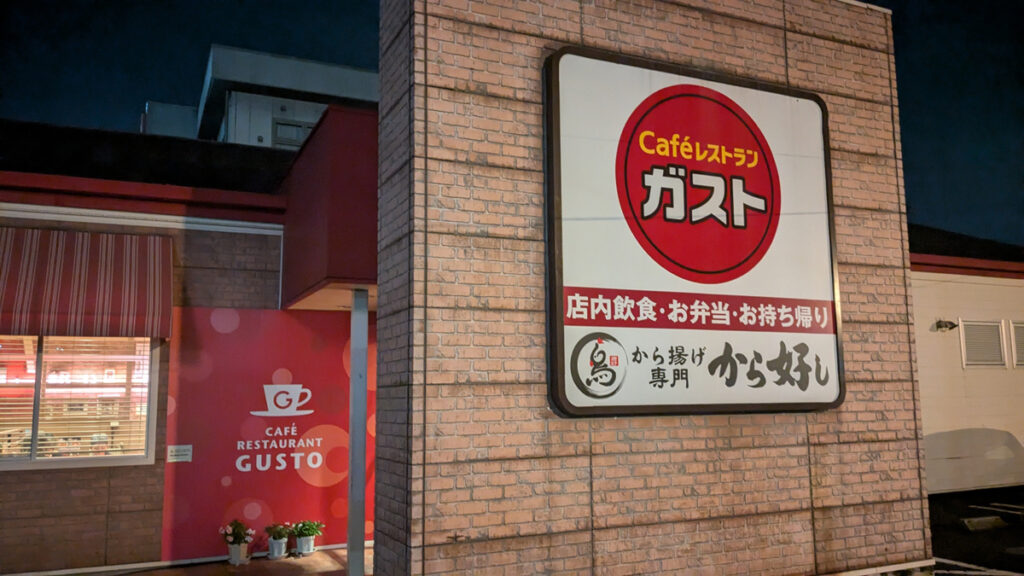 Caféレストラン
ガスト
店内飲食・お弁当・お持ち帰り
鳥
から揚げ
専門
から好し
G
CAFÉ
RESTAURANT
GUSTO